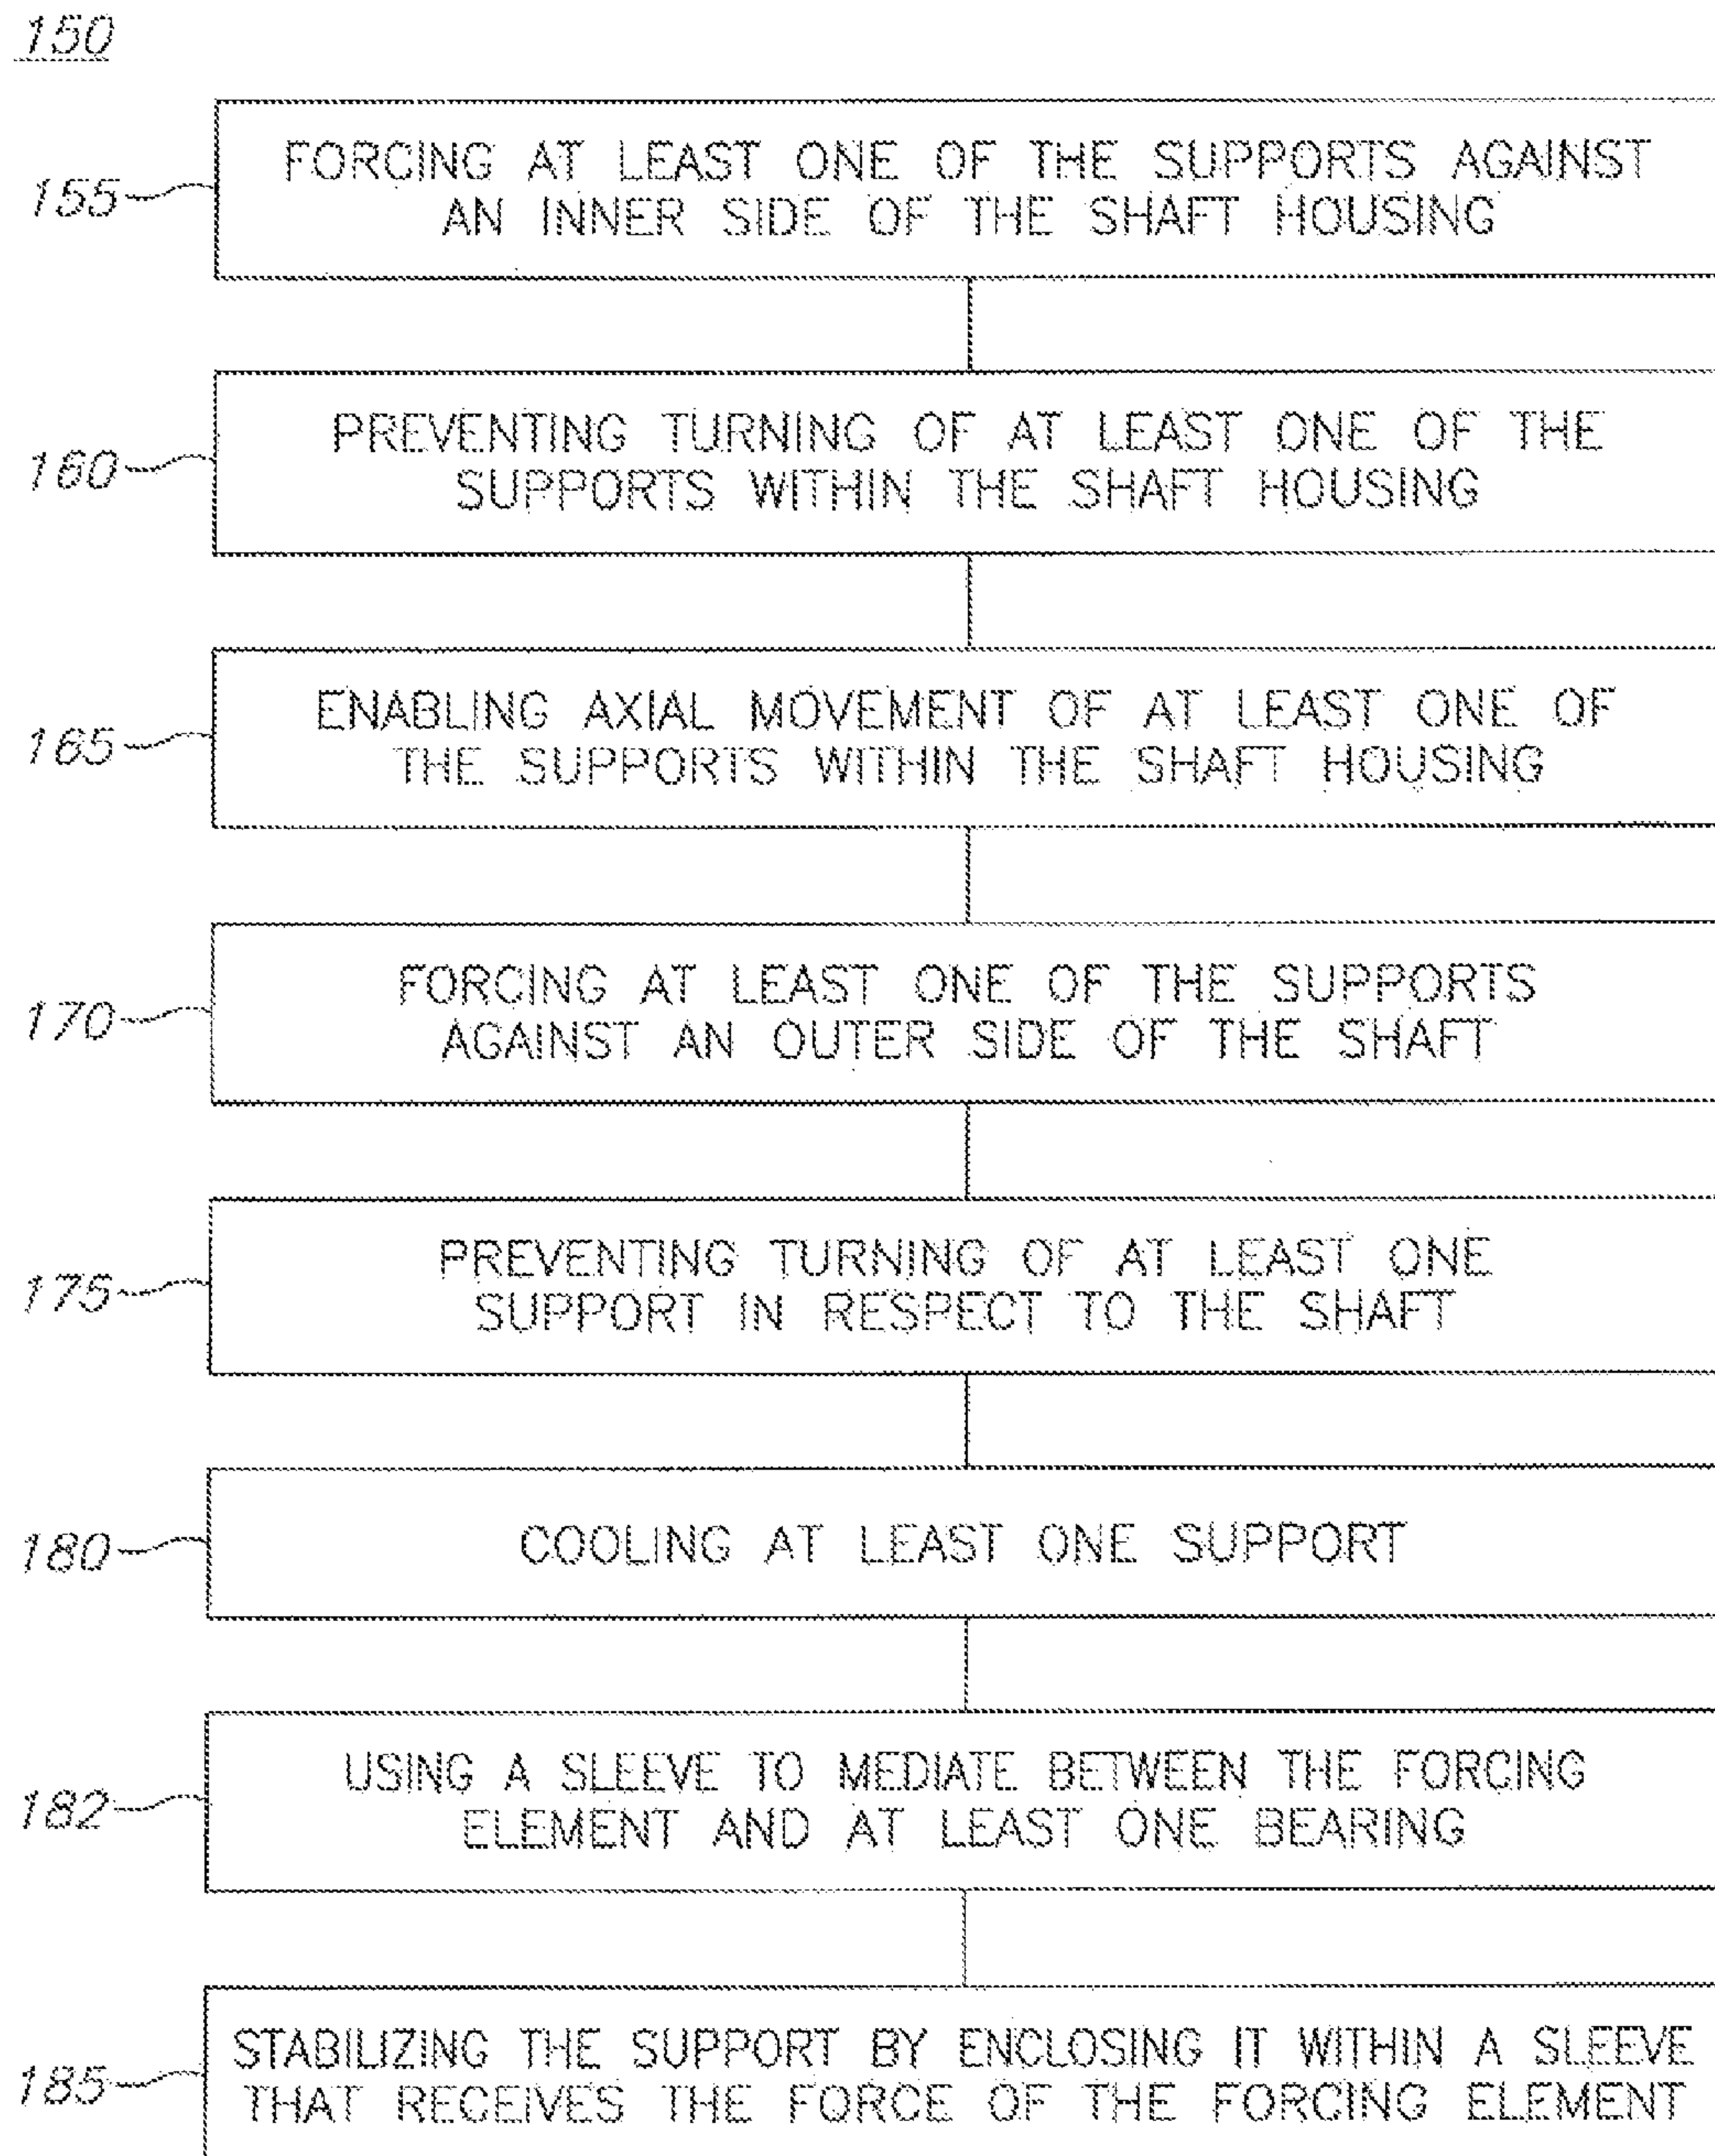 150
155
FORCING AT LEAST ONE OF THE SUPPORTS AGAINST
AN INNER SIDE OF THE SHAFT HOUSING
160
PREVENTING TURNING OF AT LEAST ONE OF THE
SUPPORTS WITHIN THE SHAFT HOUSING
165
ENABLING AXIAL MOVEMENT OF AT LEAST ONE OF
THE SUPPORTS WITHIN THE SHAFT HOUSING
170
FORCING AT LEAST ONE OF THE SUPPORTS
AGAINST AN OUTER SIDE OF THE SHAFT
175
PREVENTING TURNING OF AT LEAST ONE
SUPPORT IN RESPECT TO THE SHAFT
180
COOLING AT LEAST ONE SUPPORT
182
USING A SLEEVE TO MEDIATE BETWEEN THE FORCING
ELEMENT AND AT LEAST ONE BEARING
185
STABILIZING THE SUPPORT BY ENCLOSING IT WITHIN A SLEEVE
THAT RECEIVES THE FORCE OF THE FORCING ELEMENT